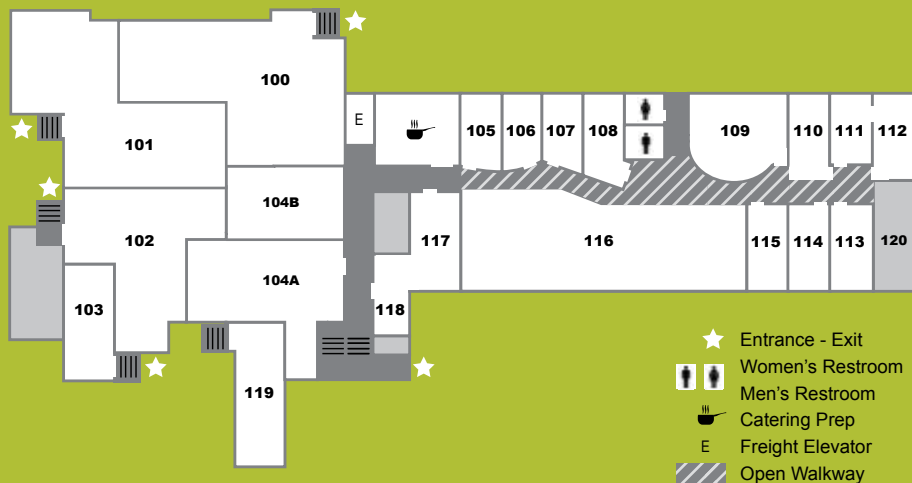 100
E
105
106
107
108
109
110
111
112
101
104B
102
117
116
115
114
113
120
104A
103
118
119
Entrance - Exit
Women's Restroom
Men's Restroom
Catering Prep
E Freight Elevator
Open Walkway